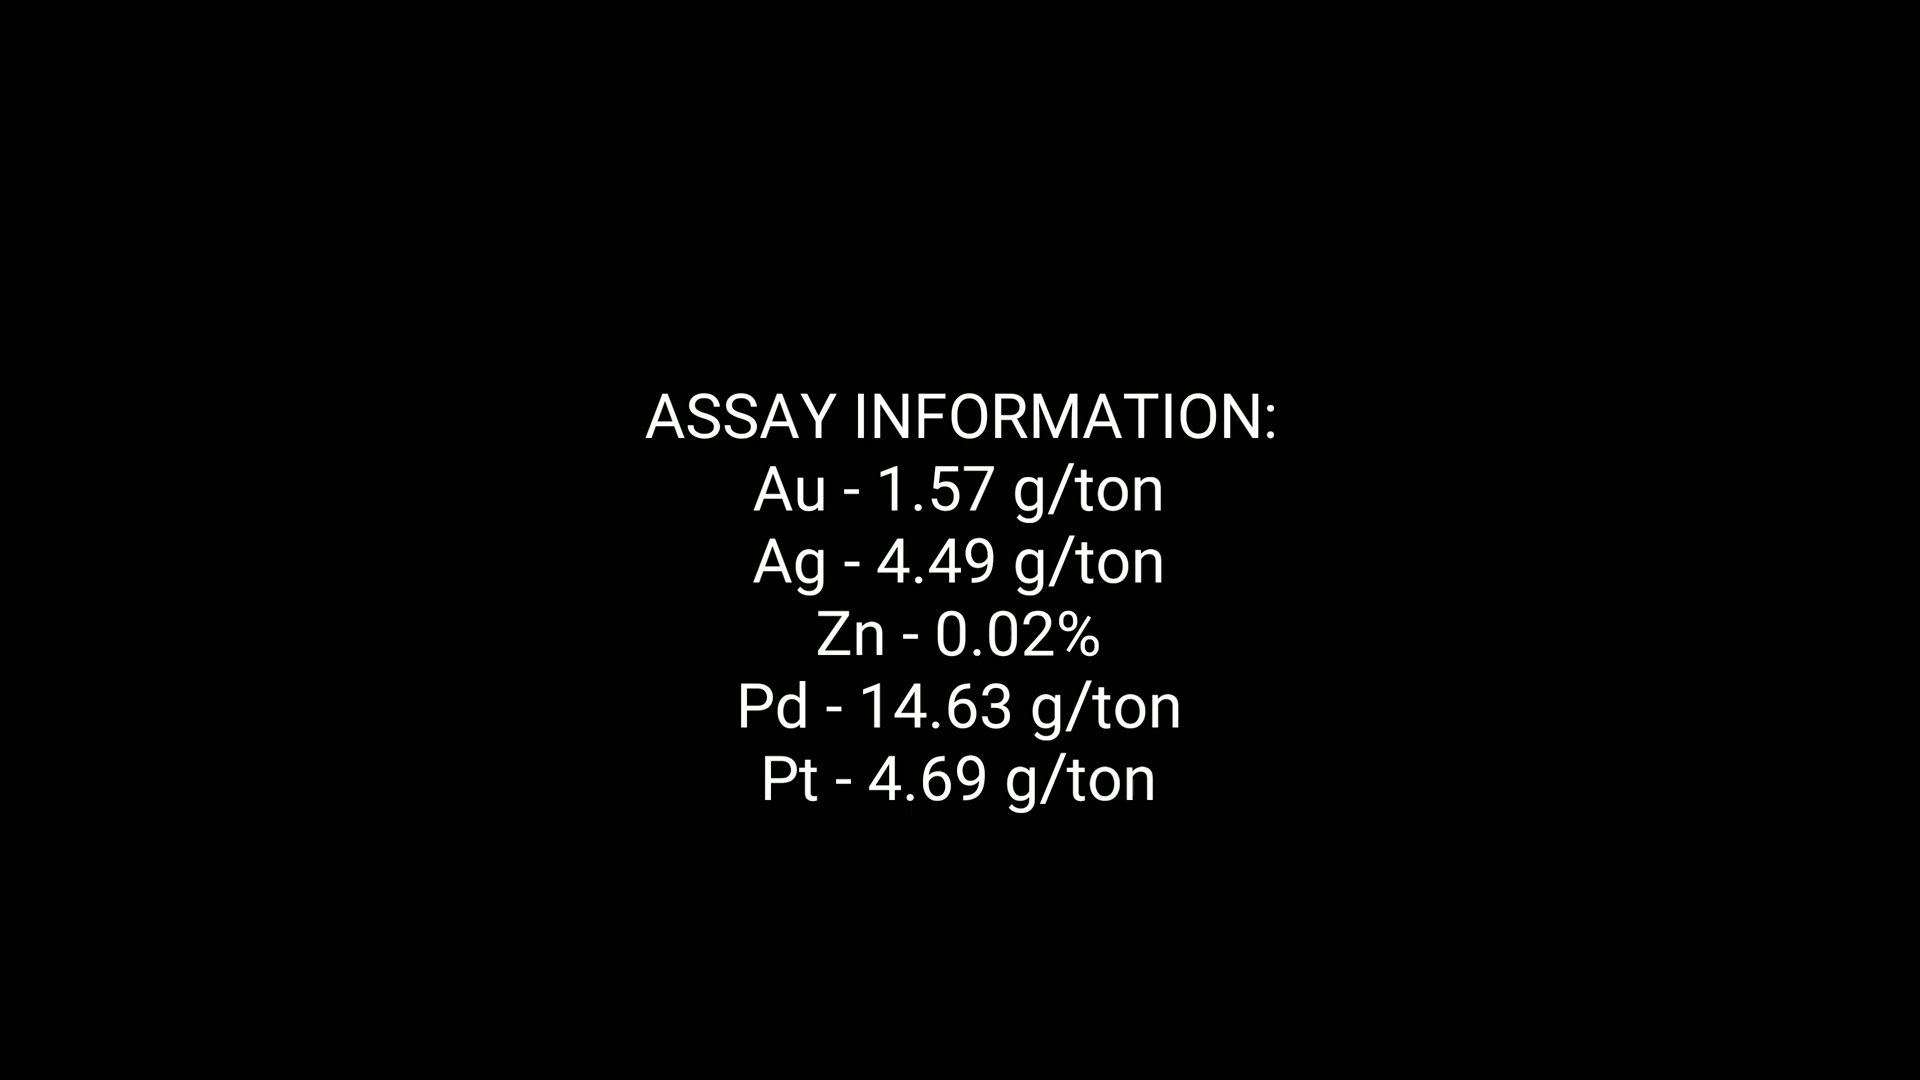 ASSAY INFORMATION:
Au - 1.57 g/ton
Ag - 4.49 g/ton
Zn - 0.02%
Pd - 14.63 g/ton
Pt - 4.69 g/ton